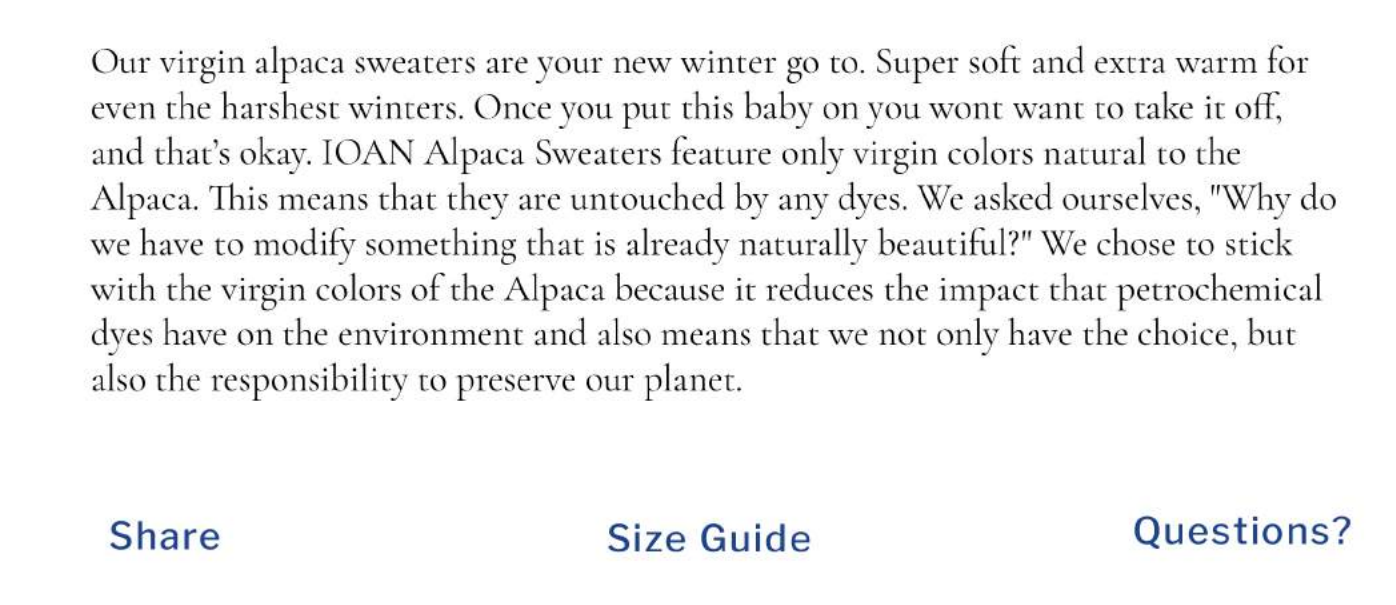 Our virgin alpaca sweaters are your new winter go to. Super soft and extra warm for
even the harshest winters. Once you put this baby on you wont want to take it off,
and that’s okay. IOAN Alpaca Sweaters feature only virgin colors natural to the
Alpaca. This means that they are untouched by any dyes. We asked ourselves, "Why do
we have to modify something that is already naturally beautiful?" We chose to stick
with the virgin colors of the Alpaca because it reduces the impact that petrochemical
dyes have on the environment and also means that we not only have the choice, but
also the responsibility to preserve our planet.
Share
Size Guide
Questions?